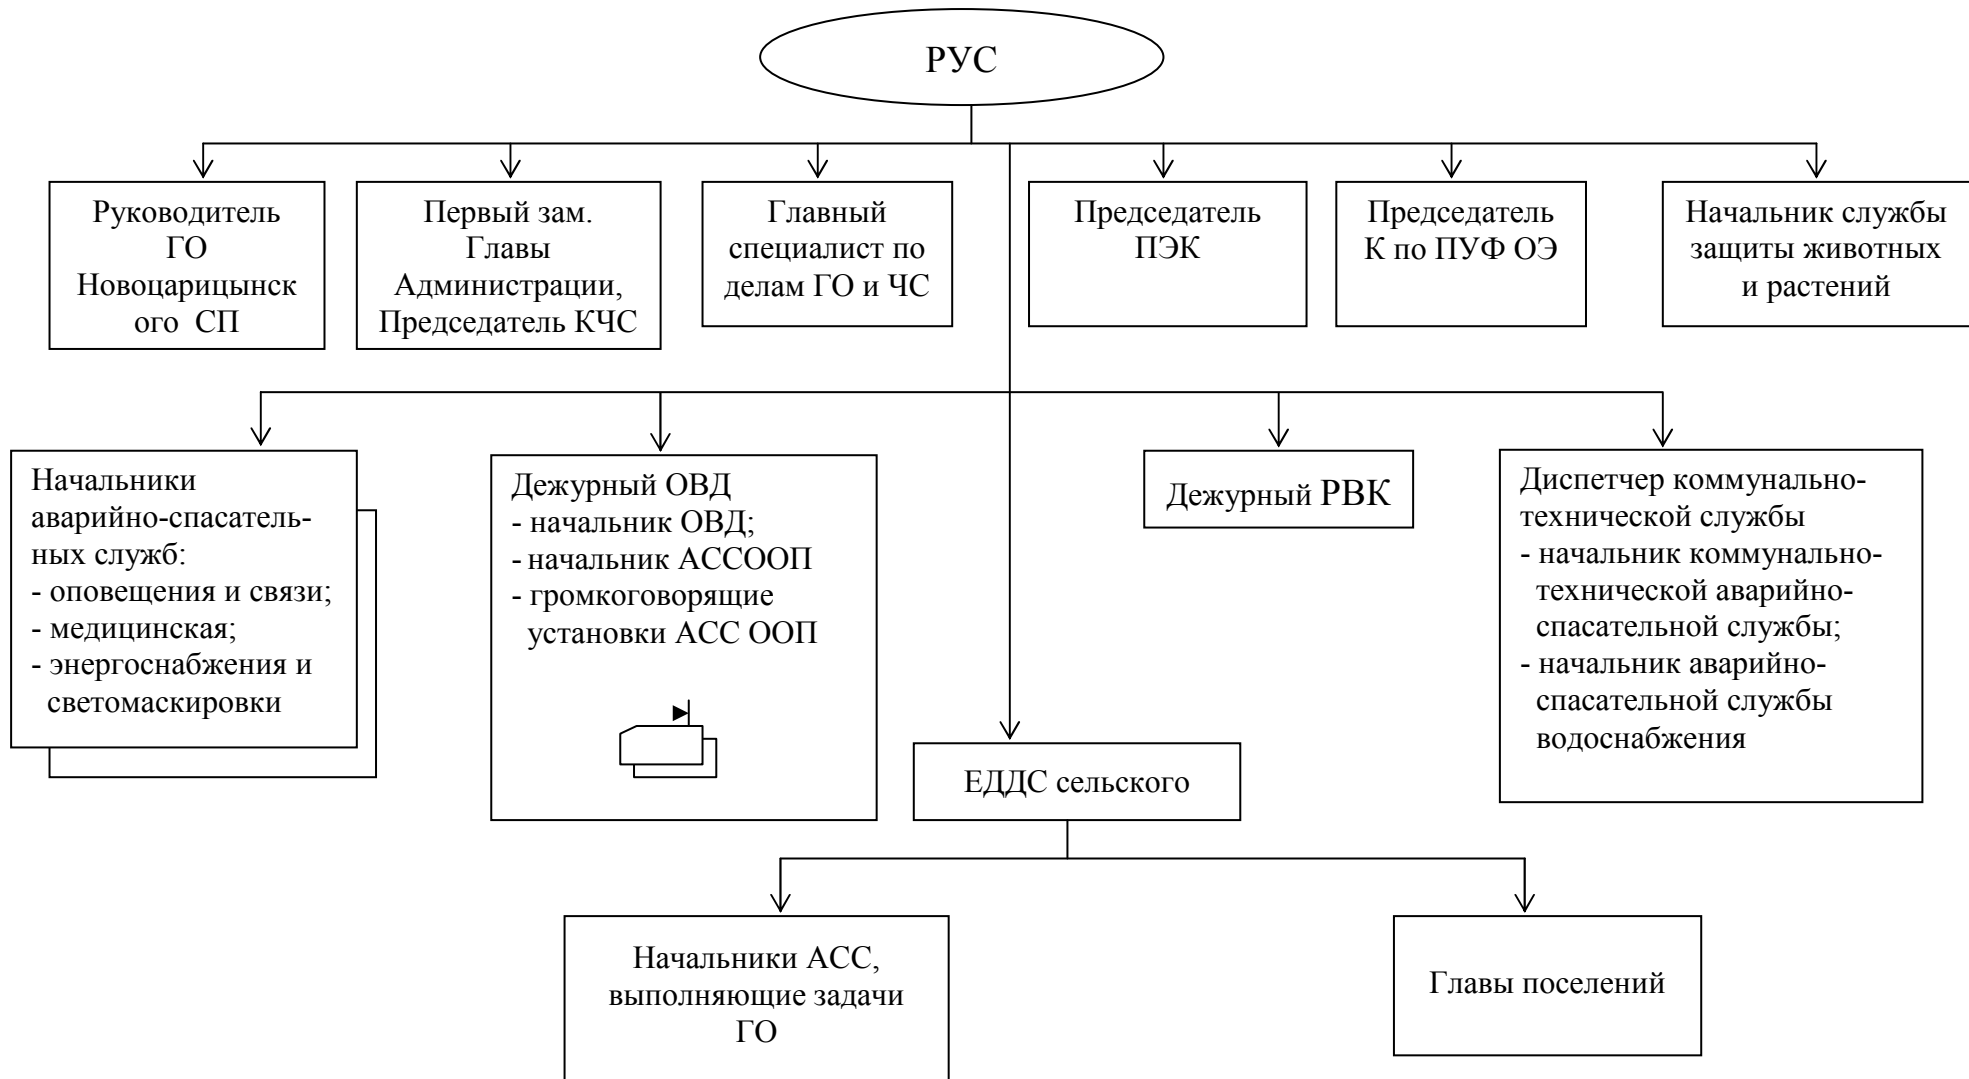 РУС
Руководитель
ГО
Новоцарицынск
ого СП
Первый зам.
Главы
Администрации,
Председатель КЧС
Главный
специалист по
делам ГО и ЧС
Председатель
ПЭК
Председатель
К по ПУФ ОЭ
Начальник службы
защиты животных
и растений
Начальники
аварийно-спасатель-
ных служб:
- оповещения и связи;
- медицинская;
- энергоснабжения и
светомаскировки
Дежурный ОВД
- начальник ОВД;
- начальник АССООП
- громкоговорящие
установки АСС ООП
Дежурный РВК
Диспетчер коммунально-
технической службы
- начальник коммунально-
технической аварийно-
спасательной службы;
- начальник аварийно-
спасательной службы
водоснабжения
ЕДДС сельского
Начальники АСС,
выполняющие задачи
ГО
Главы поселений